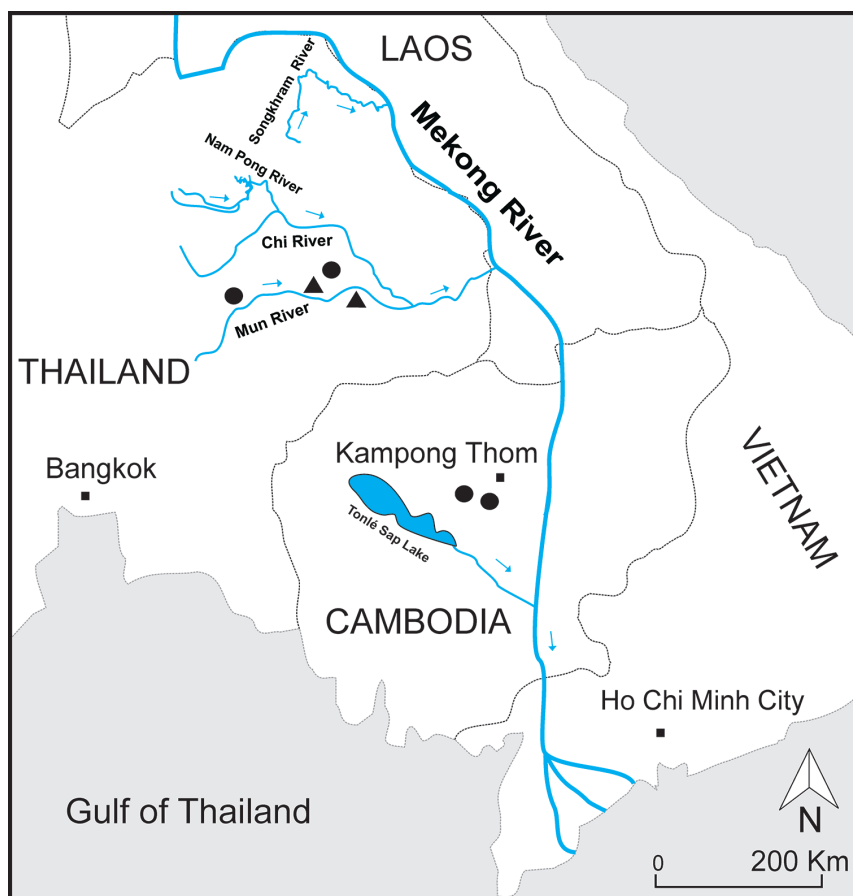 LAOS
Songkhram River
Mekong River
Nam Pong River
Chi River
Mun River
THAILAND
Bangkok
Kampong Thom
Tonlé Sap Lake
VIETNAM
CAMBODIA
Ho Chi Minh City
Gulf of Thailand
N
0 200 Km